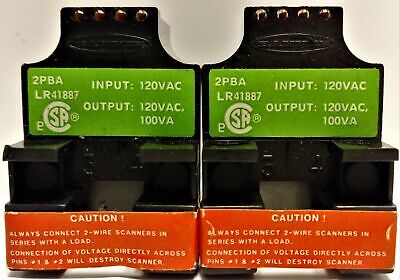 2PBA
LR41887
INPUT: 120VAC
OUTPUT: 120VAC,
100VA
SA®
CAUTION !
ALWAYS CONNECT 2-WIRE SCANNERS IN
SERIES WITH A LOAD.
CONNECTION OF VOLTAGE DIRECTLY ACROSS
PINS #1 & #2 WILL DESTROY SCANNER.
2PBA
LR41887
INPUT: 120VAC
OUTPUT: 120VAC,
100VA
SA®
CAUTION !
ALWAYS CONNECT 2-WIRE SCANNERS IN
SERIES WITH A LOAD.
CONNECTION OF VOLTAGE DIRECTLY ACROSS
PINS #1 & #2 WILL DESTROY SCANNER.